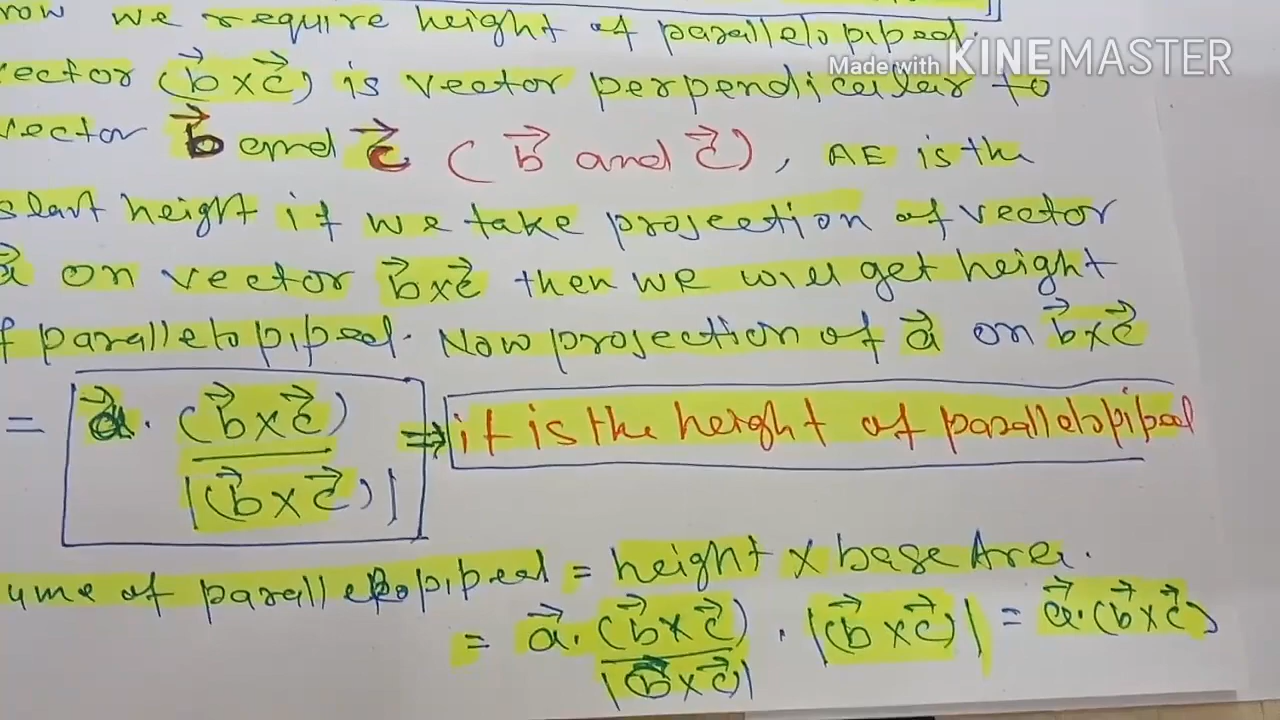 now we require height of parallelopiped.
Made with KINEMASTER
vector (b⃗ x c⃗) is vector perpendicular to
vector b⃗ and c⃗ ( b⃗ and c⃗ ), AE is the
slant height if we take projection of vector
a⃗ on vector b⃗ x c⃗ then we will get height
of parallelopiped. Now projection of a⃗ on b⃗ x c⃗
= a⃗ . (b⃗ x c⃗) / |(b⃗ x c⃗)| ⇒ it is the height of parallelopiped
ume of parallelopiped = height x base Area.
= a⃗ . (b⃗ x c⃗) / |(b⃗ x c⃗)| . |(b⃗ x c⃗)| = a⃗ . (b⃗ x c⃗)